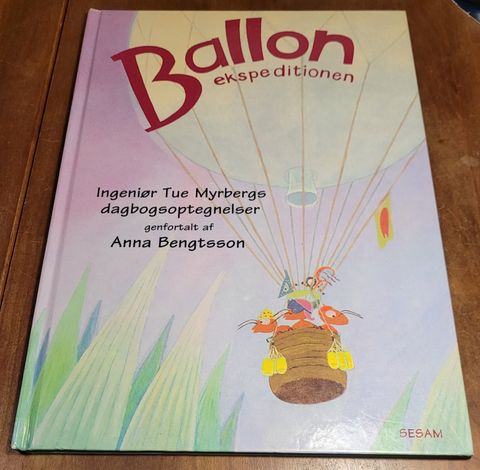 Ballon
ekspeditionen
Ingeniør Tue Myrbergs
dagbogsoptegnelser
genfortalt af
Anna Bengtsson
SESAM